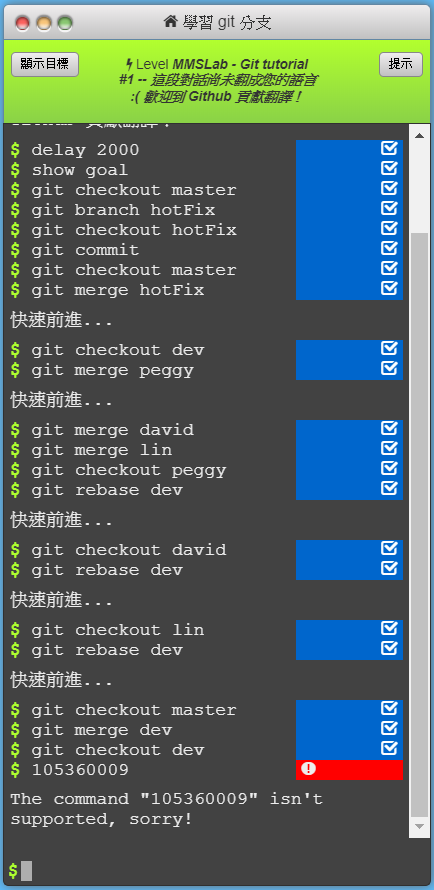 學習 git 分支
顯示目標
Level MMSLab - Git tutorial
#1 -- 這段對話尚未翻成您的語言
:( 歡迎到 Github 貢獻翻譯！
提示
$ delay 2000
$ show goal
$ git checkout master
$ git branch hotFix
$ git checkout hotFix
$ git commit
$ git checkout master
$ git merge hotFix
快速前進...
$ git checkout dev
$ git merge peggy
快速前進...
$ git merge david
$ git merge lin
$ git checkout peggy
$ git rebase dev
快速前進...
$ git checkout david
$ git rebase dev
快速前進...
$ git checkout lin
$ git rebase dev
快速前進...
$ git checkout master
$ git merge dev
$ git checkout dev
$ 105360009
The command "105360009" isn't
supported, sorry!
$